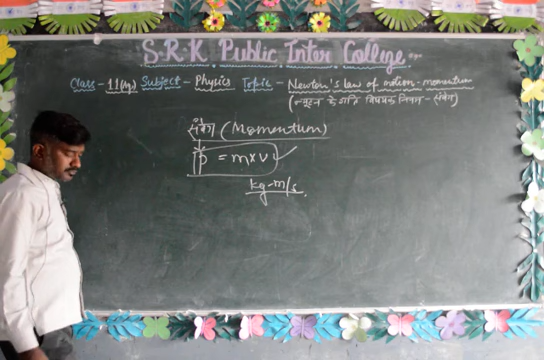 S.R.K Public Inter College
Class - 11(A) Subject - Physics Topic - Newton's law of motion - momentum
(न्यूटन के गति विषयक नियम - संवेग)
संवेग (Momentum)
p = m×v
kg-m/s